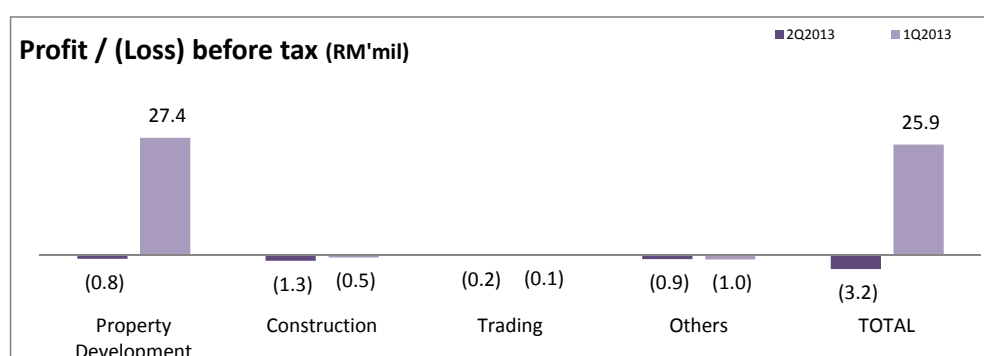 Profit / (Loss) before tax (RM'mil)
2Q2013 1Q2013
27.4 25.9
(0.8) (1.3) (0.5) (0.2) (0.1) (0.9) (1.0) (3.2)
Property Construction Trading Others TOTAL
Development